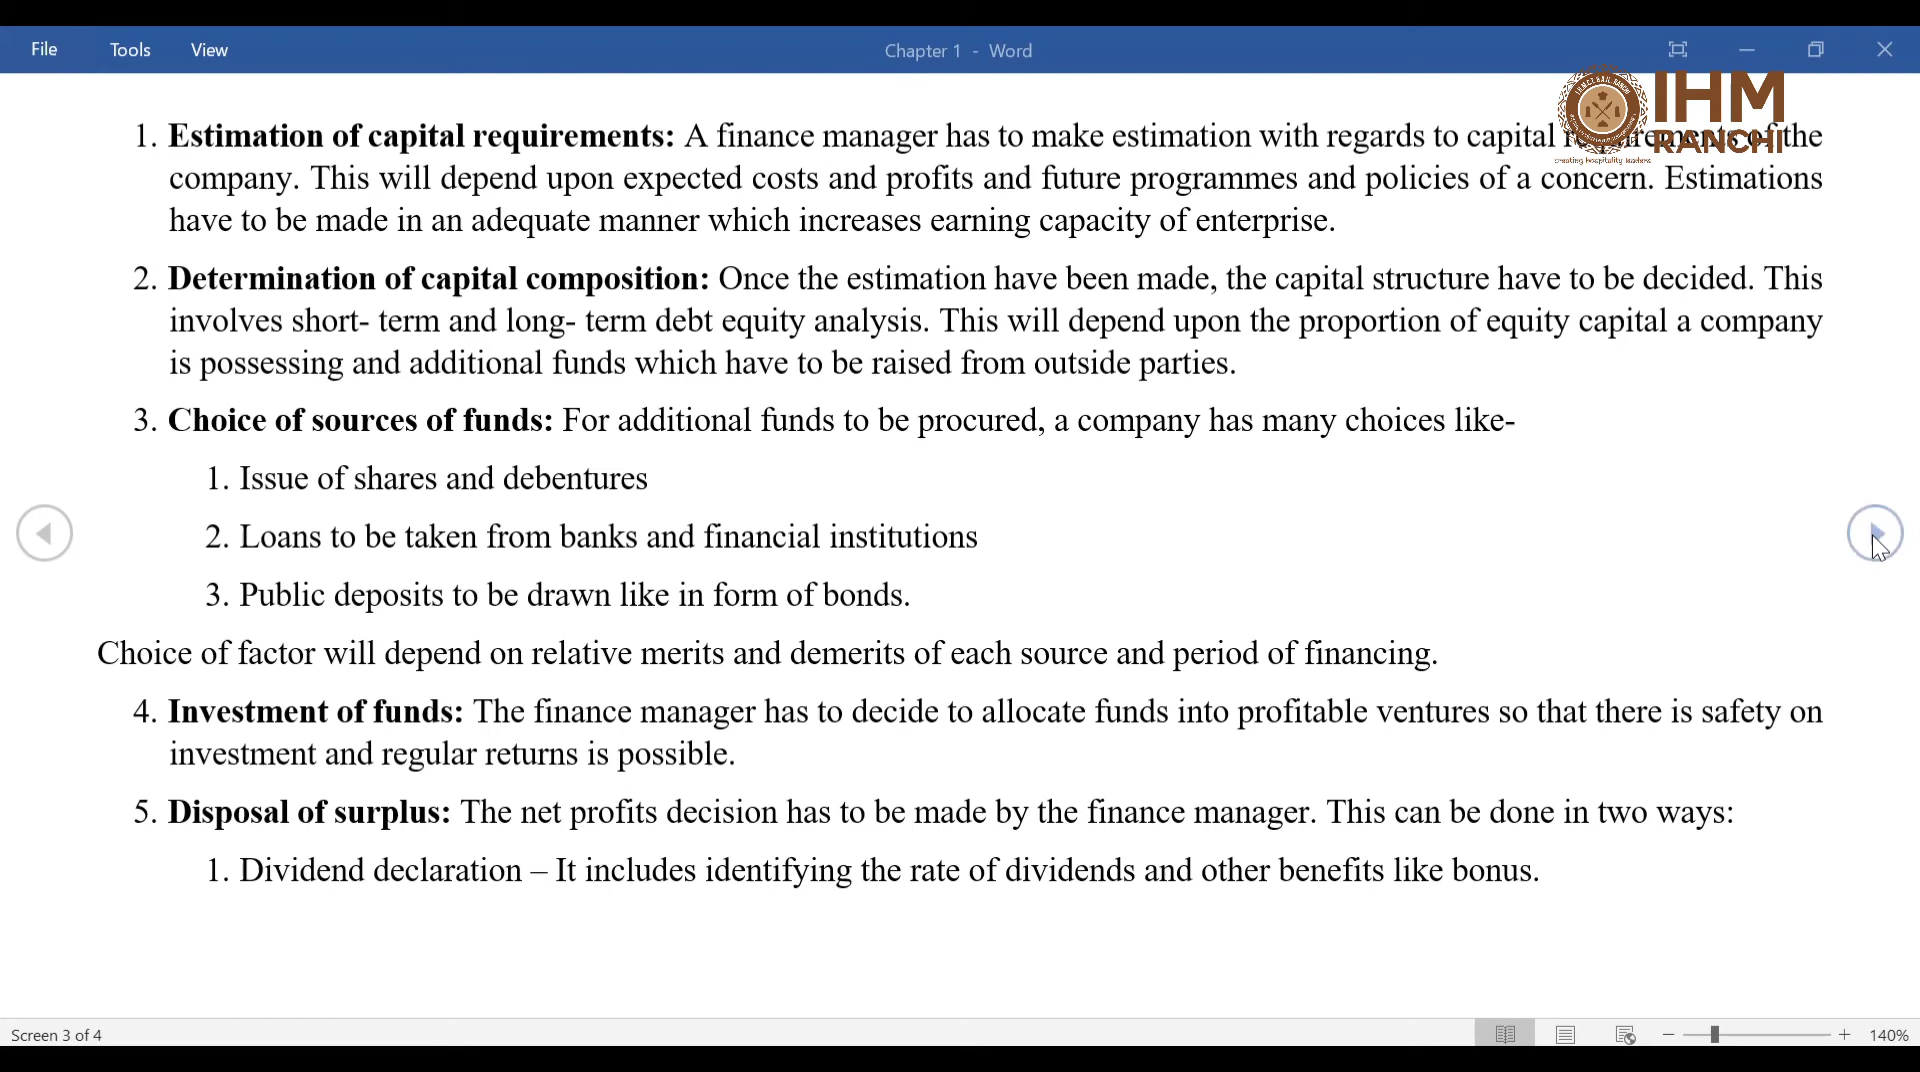 File Tools View Chapter 1 - Word
IHM
RANCHI
creating hospitality leaders
1. Estimation of capital requirements: A finance manager has to make estimation with regards to capital requirements of the
company. This will depend upon expected costs and profits and future programmes and policies of a concern. Estimations
have to be made in an adequate manner which increases earning capacity of enterprise.
2. Determination of capital composition: Once the estimation have been made, the capital structure have to be decided. This
involves short- term and long- term debt equity analysis. This will depend upon the proportion of equity capital a company
is possessing and additional funds which have to be raised from outside parties.
3. Choice of sources of funds: For additional funds to be procured, a company has many choices like-
1. Issue of shares and debentures
2. Loans to be taken from banks and financial institutions
3. Public deposits to be drawn like in form of bonds.
Choice of factor will depend on relative merits and demerits of each source and period of financing.
4. Investment of funds: The finance manager has to decide to allocate funds into profitable ventures so that there is safety on
investment and regular returns is possible.
5. Disposal of surplus: The net profits decision has to be made by the finance manager. This can be done in two ways:
1. Dividend declaration – It includes identifying the rate of dividends and other benefits like bonus.
Screen 3 of 4 140%